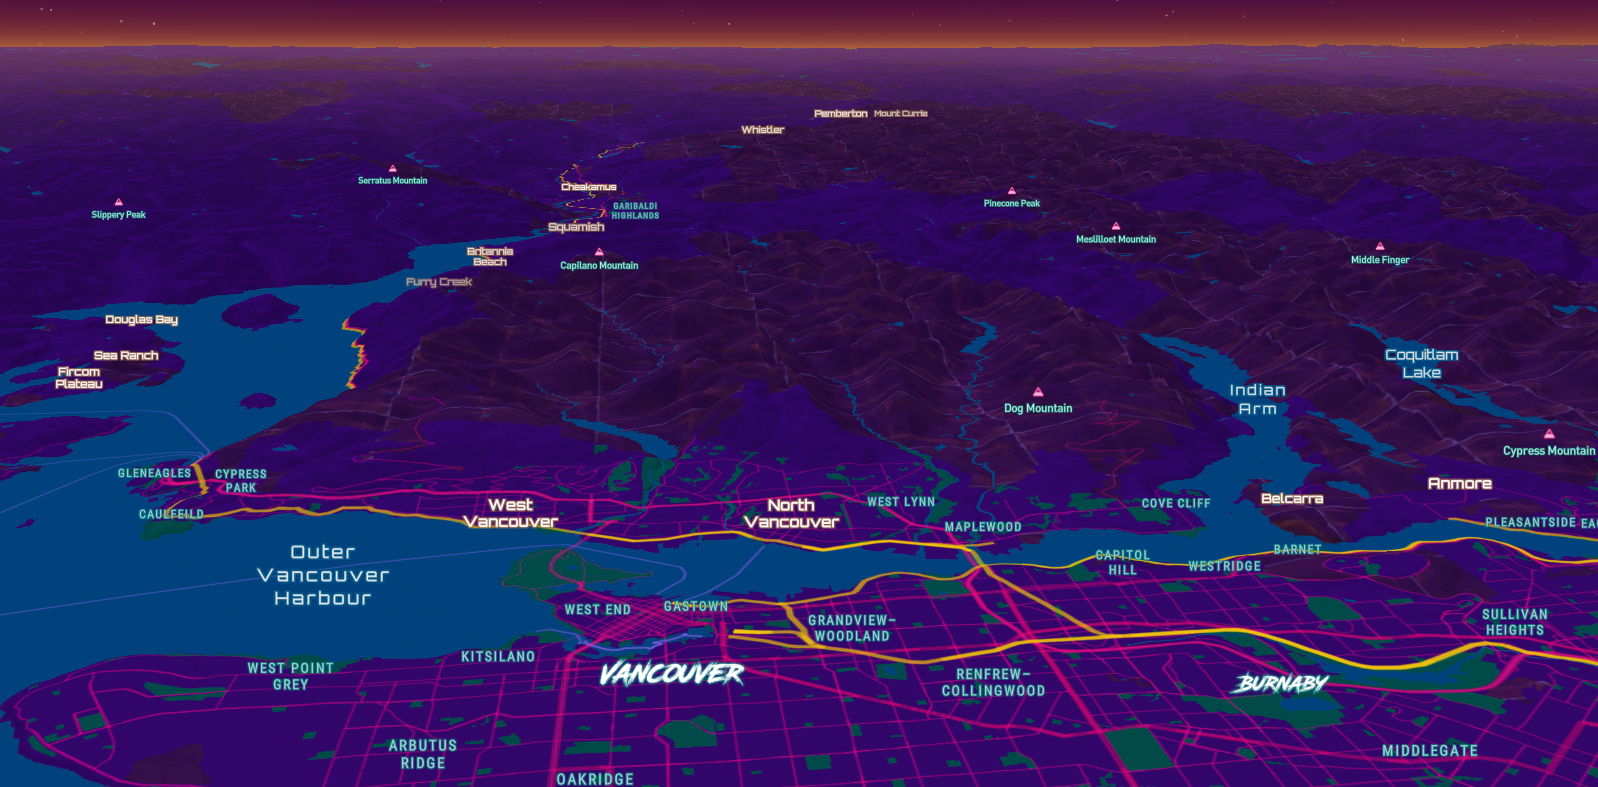 Pemberton
Mount Currie
Whistler
Serratus Mountain
Cheakamus
Slippery Peak
Pinecone Peak
GARIBALDI
HIGHLANDS
Squamish
Meslilloet Mountain
Britannia
Beach
Capilano Mountain
Middle Finger
Furry Creek
Douglas Bay
Sea Ranch
Fircom
Plateau
Coquitlam
Lake
Indian
Arm
Dog Mountain
Cypress Mountain
GLENEAGLES
CYPRESS
PARK
Anmore
Belcarra
West
Vancouver
North
Vancouver
WEST LYNN
COVE CLIFF
CAULFEILD
MAPLEWOOD
PLEASANTSIDE
EAG
Outer
Vancouver
Harbour
CAPITOL
HILL
BARNET
WESTRIDGE
WEST END
GASTOWN
GRANDVIEW–
WOODLAND
SULLIVAN
HEIGHTS
KITSILANO
WEST POINT
GREY
VANCOUVER
RENFREW–
COLLINGWOOD
BURNABY
ARBUTUS
RIDGE
MIDDLEGATE
OAKRIDGE